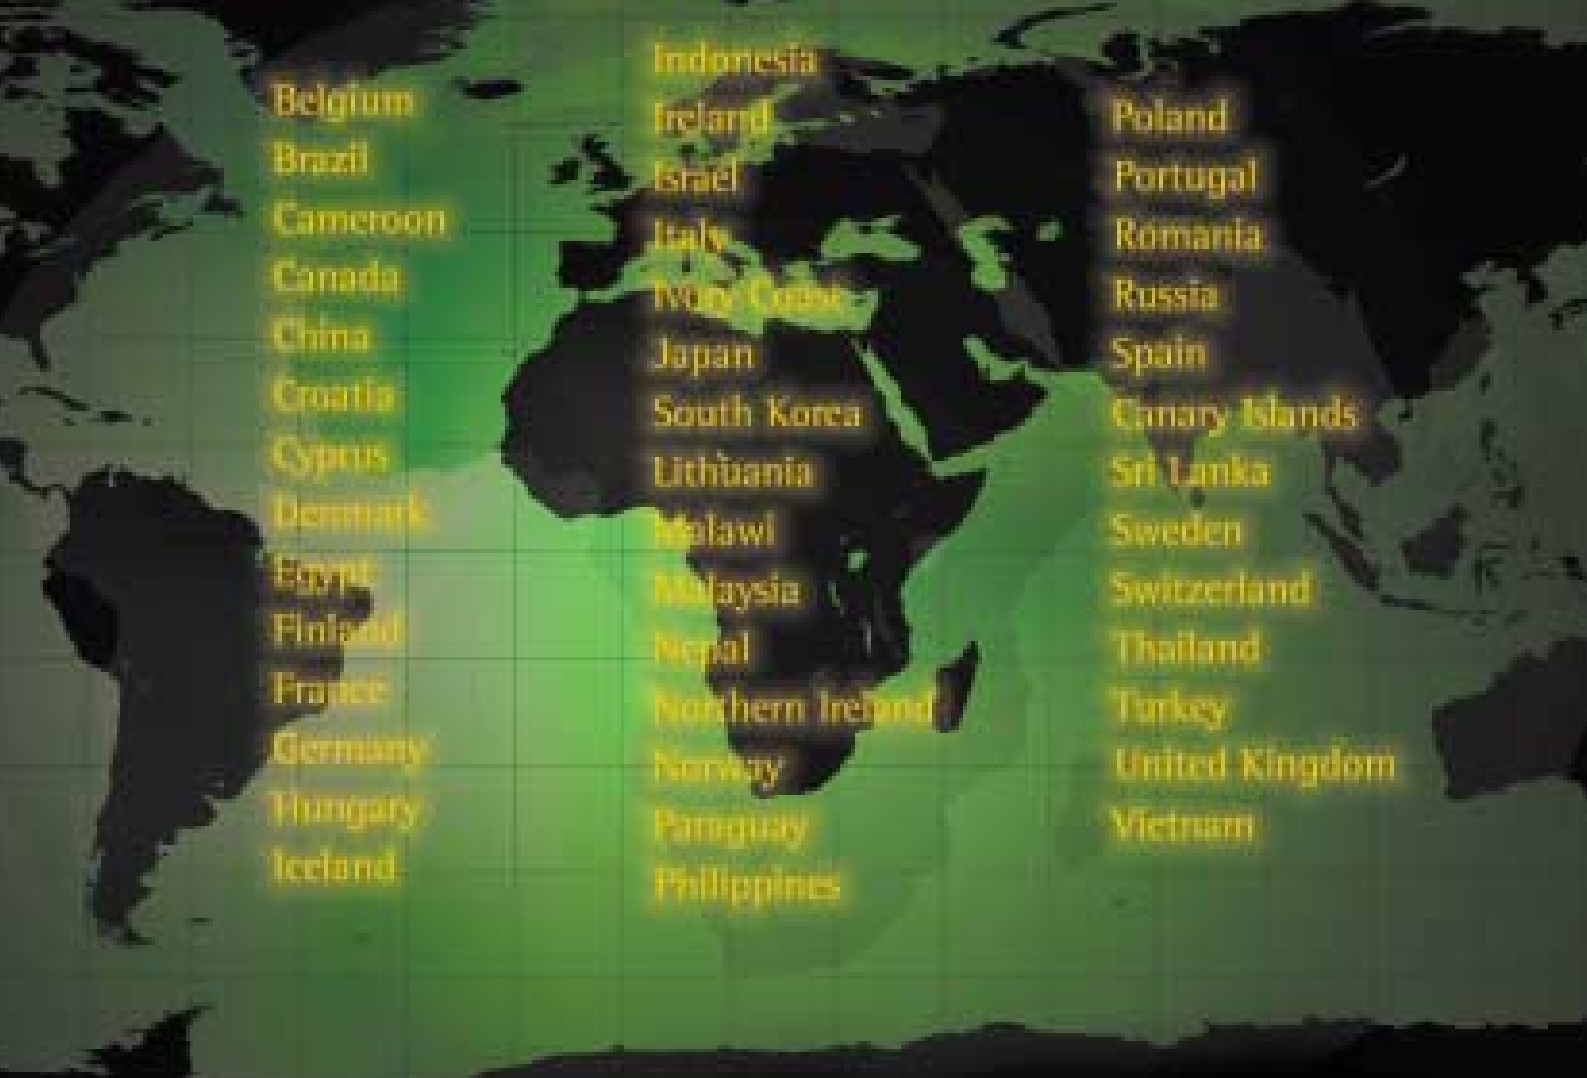 Belgium
Brazil
Cameroon
Canada
China
Croatia
Cyprus
Denmark
Egypt
Finland
France
Germany
Hungary
Iceland
Indonesia
Ireland
Israel
Italy
Ivory Coast
Japan
South Korea
Lithuania
Malawi
Malaysia
Nepal
Northern Ireland
Norway
Paraguay
Philippines
Poland
Portugal
Romania
Russia
Spain
Canary Islands
Sri Lanka
Sweden
Switzerland
Thailand
Turkey
United Kingdom
Vietnam